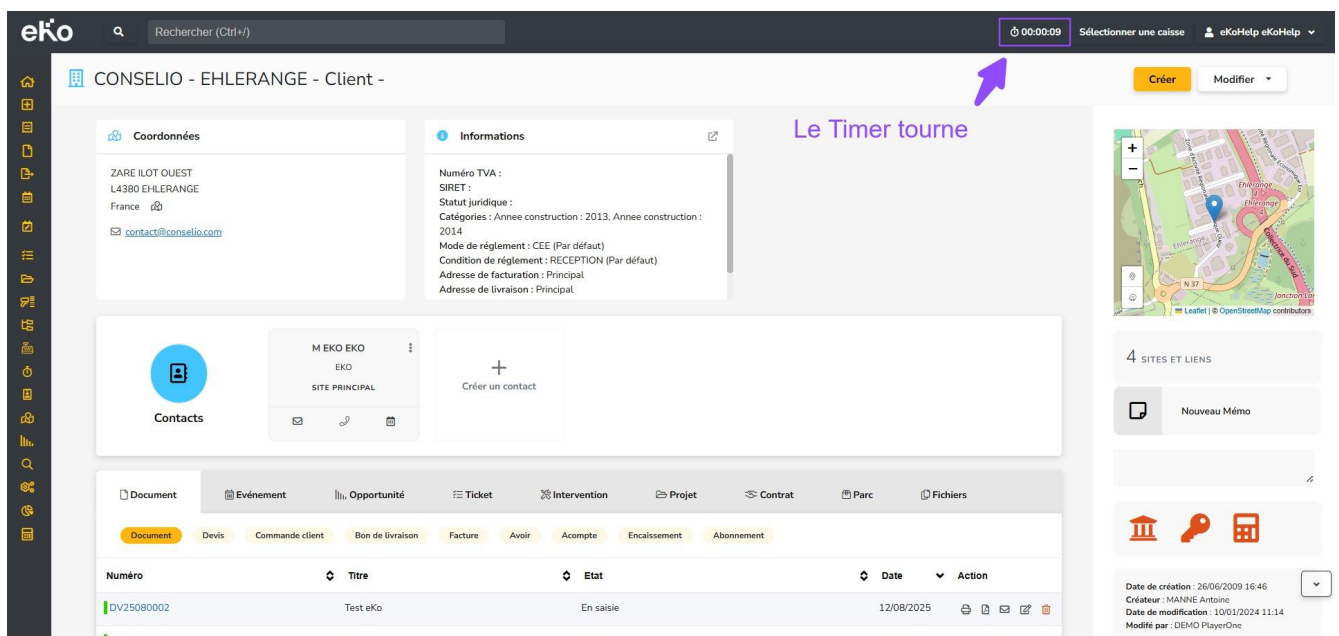 eko
Rechercher (Ctrl+/)
00:00:09
Sélectionner une caisse
eKoHelp eKoHelp
CONSELIO - EHLERANGE - Client -
Créer
Modifier
Le Timer tourne
Coordonnées
ZARE ILOT OUEST
L4380 EHLERANGE
France
contact@conselio.com
Informations
Numéro TVA :
SIRET :
Statut juridique :
Catégories : Annee construction : 2013, Annee construction :
2014
Mode de réglement : CEE (Par défaut)
Condition de réglement : RECEPTION (Par défaut)
Adresse de facturation : Principal
Adresse de livraison : Principal
+
−
Ehlerange
N 37
Collectrice du Sud
Leaflet | © OpenStreetMap contributors
Contacts
M EKO EKO
EKO
SITE PRINCIPAL
Créer un contact
4 SITES ET LIENS
Nouveau Mémo
Document
Evénement
Opportunité
Ticket
Intervention
Projet
Contrat
Parc
Fichiers
Document
Devis
Commande client
Bon de livraison
Facture
Avoir
Acompte
Encaissement
Abonnement
Numéro
Titre
Etat
Date
Action
DV25080002
Test eKo
En saisie
12/08/2025
Date de création : 26/06/2009 16:46
Créateur : MANNE Antoine
Date de modification : 10/01/2024 11:14
Modifé par : DEMO PlayerOne